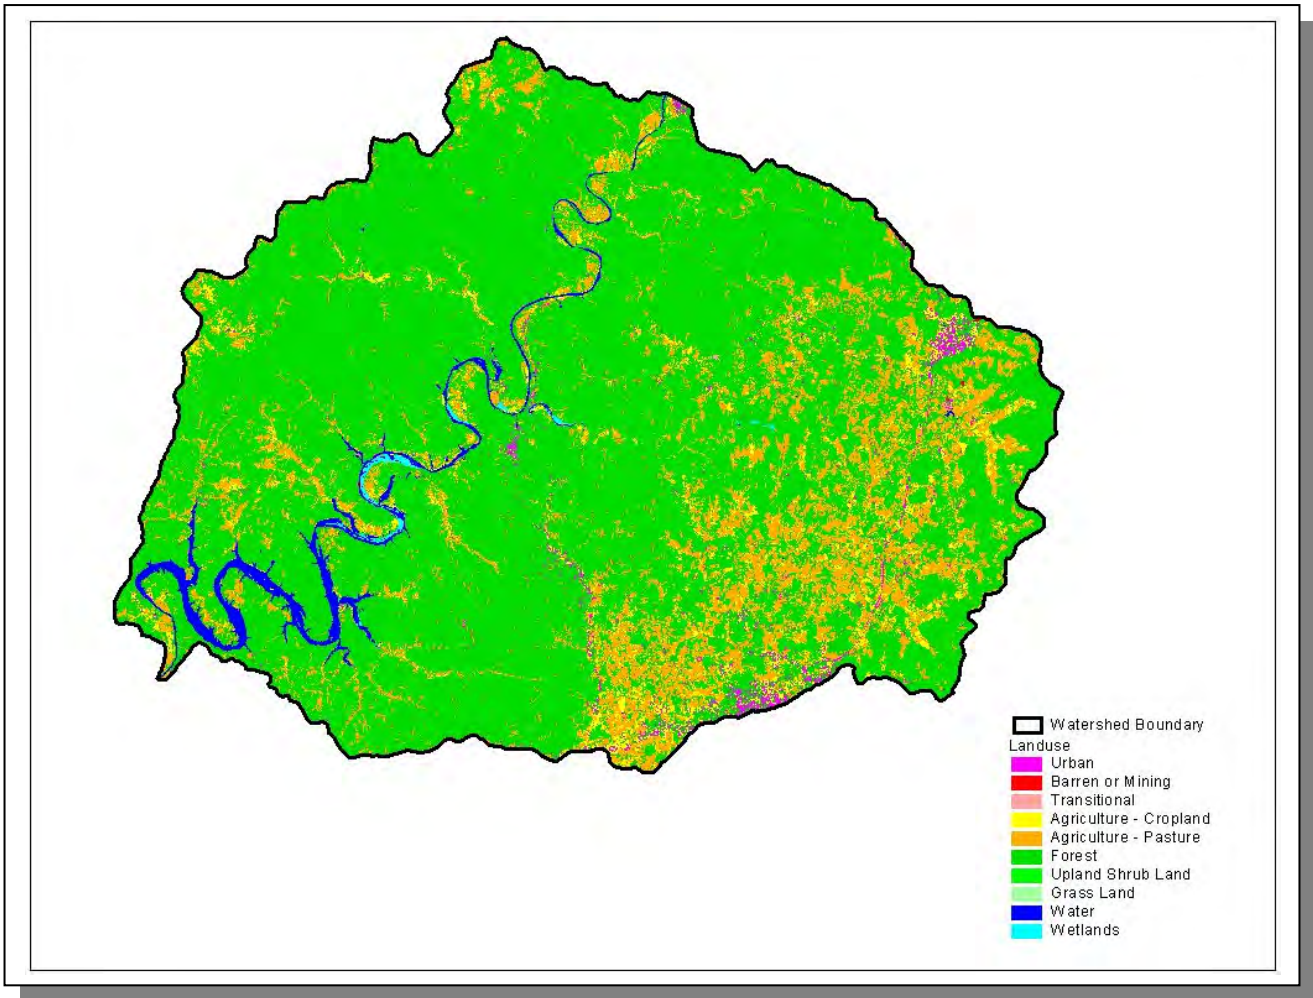 Watershed Boundary
Landuse
Urban
Barren or Mining
Transitional
Agriculture - Cropland
Agriculture - Pasture
Forest
Upland Shrub Land
Grass Land
Water
Wetlands